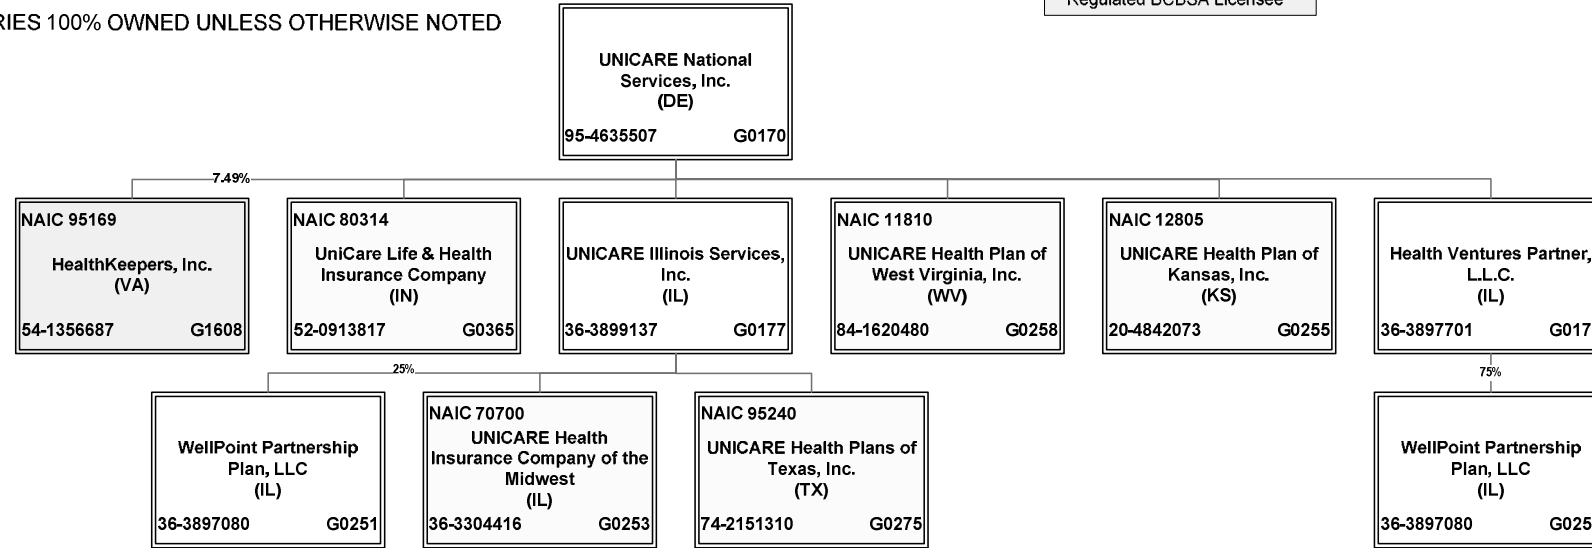 RIES 100% OWNED UNLESS OTHERWISE NOTED
Regulated BCBSA Licensee
UNICARE National
Services, Inc.
(DE)
95-4635507 G0170
7.49%
NAIC 95169
HealthKeepers, Inc.
(VA)
54-1356687 G1608
NAIC 80314
UniCare Life & Health
Insurance Company
(IN)
52-0913817 G0365
UNICARE Illinois Services,
Inc.
(IL)
36-3899137 G0177
NAIC 11810
UNICARE Health Plan of
West Virginia, Inc.
(WV)
84-1620480 G0258
NAIC 12805
UNICARE Health Plan of
Kansas, Inc.
(KS)
20-4842073 G0255
Health Ventures Partner,
L.L.C.
(IL)
36-3897701 G017
25%
75%
WellPoint Partnership
Plan, LLC
(IL)
36-3897080 G0251
NAIC 70700
UNICARE Health
Insurance Company of the
Midwest
(IL)
36-3304416 G0253
NAIC 95240
UNICARE Health Plans of
Texas, Inc.
(TX)
74-2151310 G0275
WellPoint Partnership
Plan, LLC
(IL)
36-3897080 G025